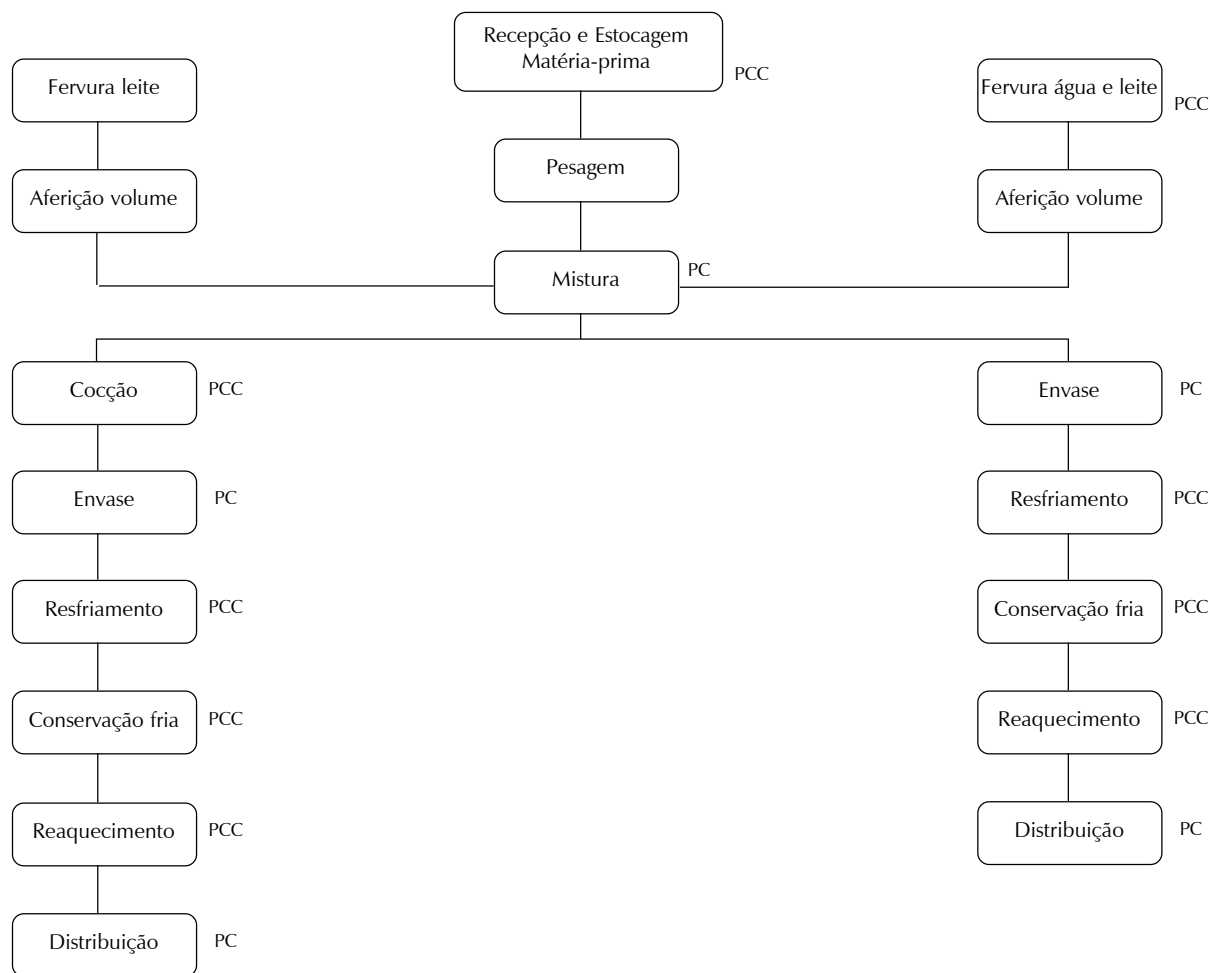 Recepção e Estocagem
Matéria-prima
PCC
Fervura leite
Fervura água e leite
PCC
Pesagem
Aferição volume
Aferição volume
Mistura
PC
Cocção
PCC
Envase
PC
Envase
PC
Resfriamento
PCC
Resfriamento
PCC
Conservação fria
PCC
Conservação fria
PCC
Reaquecimento
PCC
Reaquecimento
PCC
Distribuição
PC
Distribuição
PC